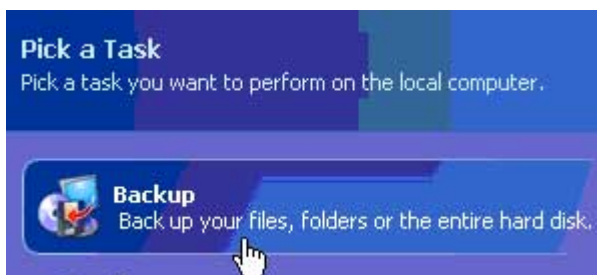 Pick a Task
Pick a task you want to perform on the local computer.
Backup
Back up your files, folders or the entire hard disk.